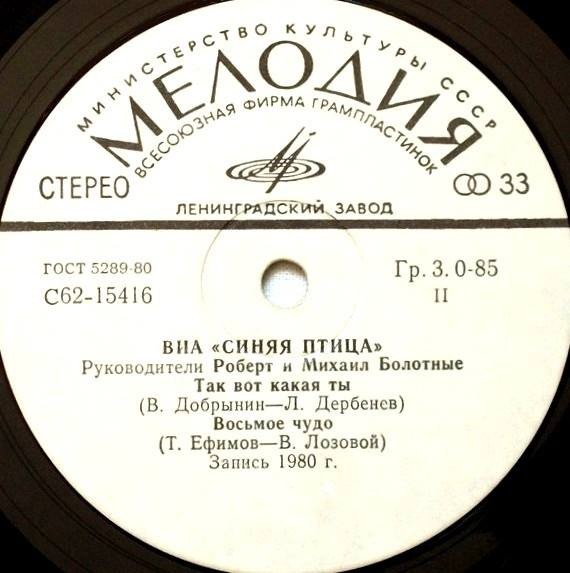 МИНИСТЕРСТВО КУЛЬТУРЫ СССР
МЕЛОДИЯ
ВСЕСОЮЗНАЯ ФИРМА ГРАМПЛАСТИНОК
СТЕРЕО
33
ЛЕНИНГРАДСКИЙ ЗАВОД
ГОСТ 5289-80
Гр. 3. 0-85
С62-15416
II
ВИА «СИНЯЯ ПТИЦА»
Руководители Роберт и Михаил Болотные
Так вот какая ты
(В. Добрынин—Л. Дербенев)
Восьмое чудо
(Т. Ефимов—В. Лозовой)
Запись 1980 г.